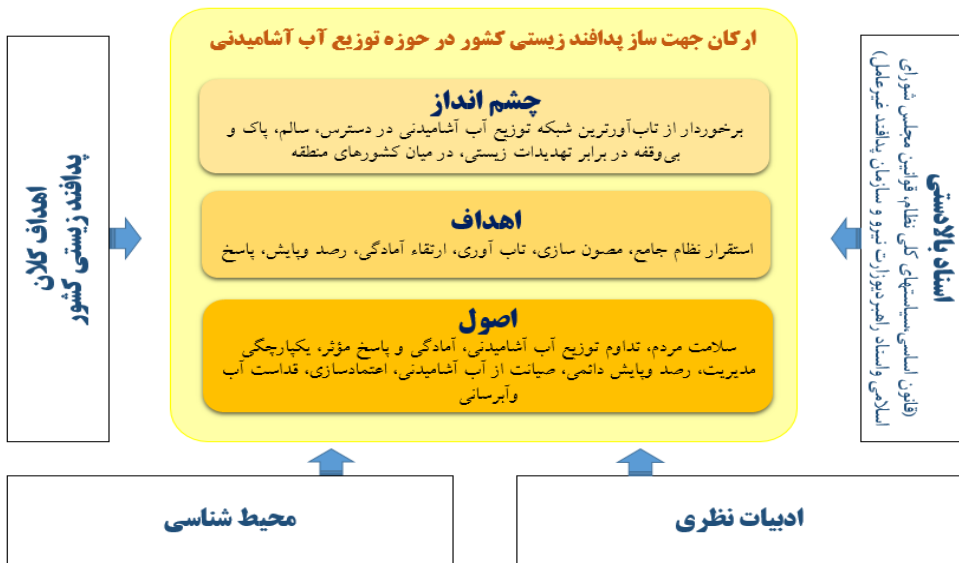 ارکان جهت ساز پدافند زیستی کشور در حوزه توزیع آب آشامیدنی
چشم انداز
برخوردار از تاب‌آورترین شبکه توزیع آب آشامیدنی در دسترس، سالم، پاک و
بی‌وقفه در برابر تهدیدات زیستی، در میان کشورهای منطقه
اهداف
استقرار نظام جامع، مصون سازی، تاب آوری، ارتقاء آمادگی، رصد وپایش، پاسخ
اصول
سلامت مردم، تداوم توزیع آب آشامیدنی، آمادگی و پاسخ مؤثر، یکپارچگی
مدیریت، رصد وپایش دائمی، صیانت از آب آشامیدنی، اعتمادسازی، قداست آب
وآبرسانی
اسناد بالادستی
(قانون اساسی،سیاستهای کلی نظام، قوانین مجلس شورای
اسلامی واسناد راهبردیوزارت نیرو و سازمان پدافند غیرعامل)
اهداف کلان
پدافند زیستی کشور
ادبیات نظری
محیط شناسی